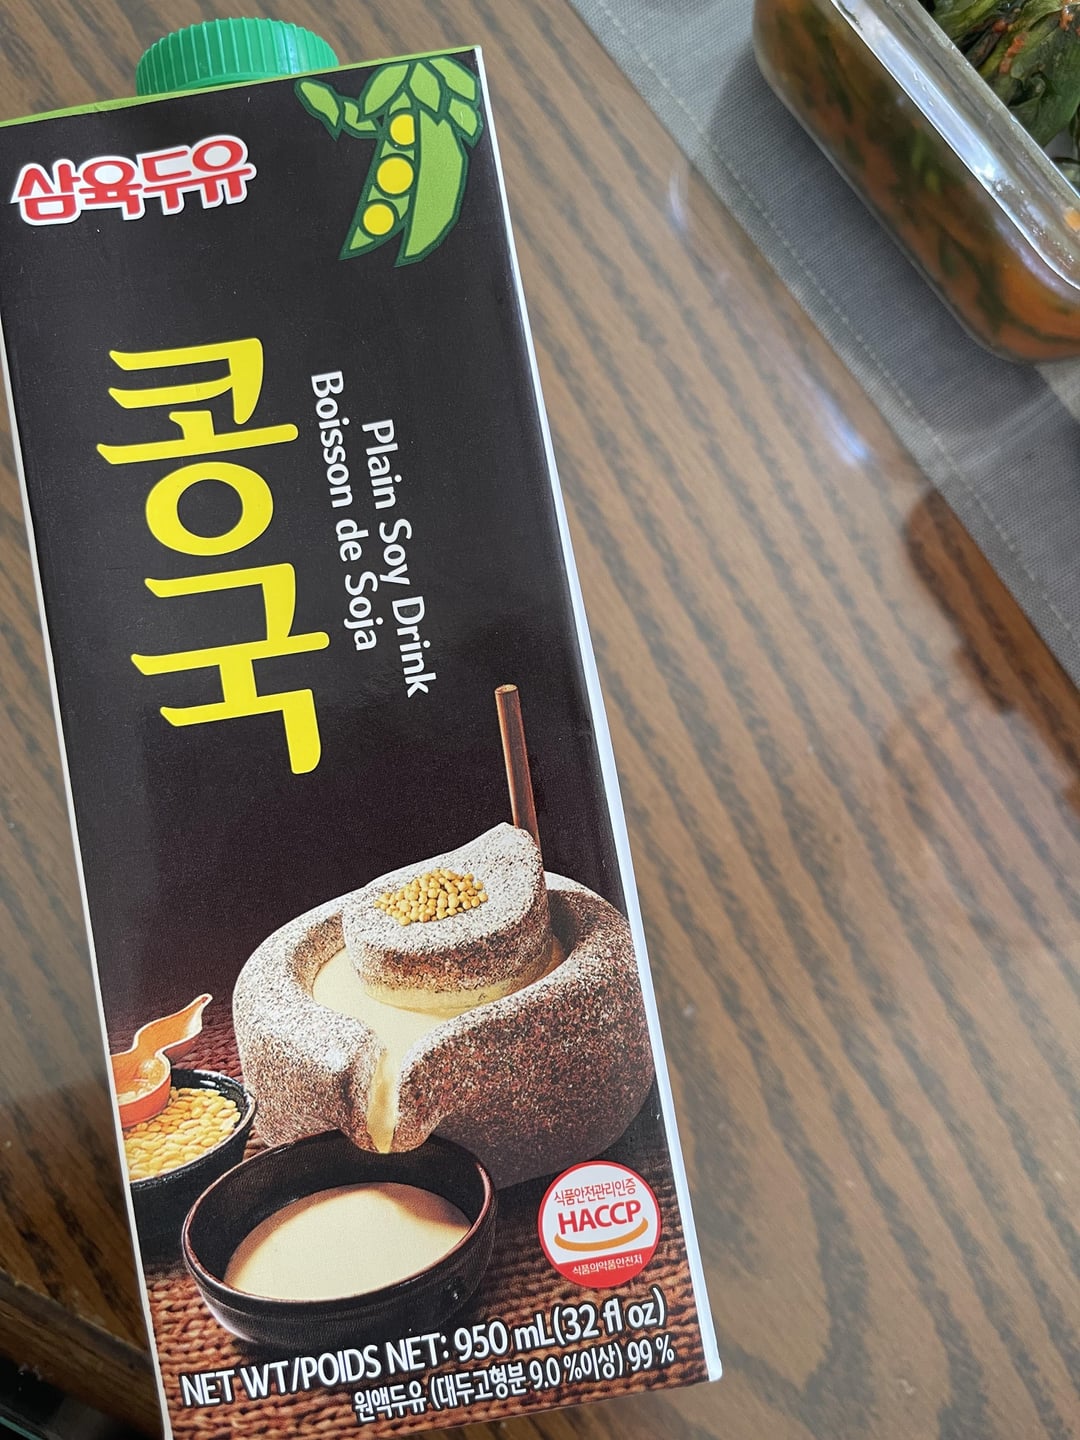 삼육두유
콩국
Plain Soy Drink
Boisson de Soja
식품안전관리인증
HACCP
식품의약품안전처
NET WT/POIDS NET: 950 mL(32 fl oz)
원액두유 (대두고형분 9.0 %이상) 99 %